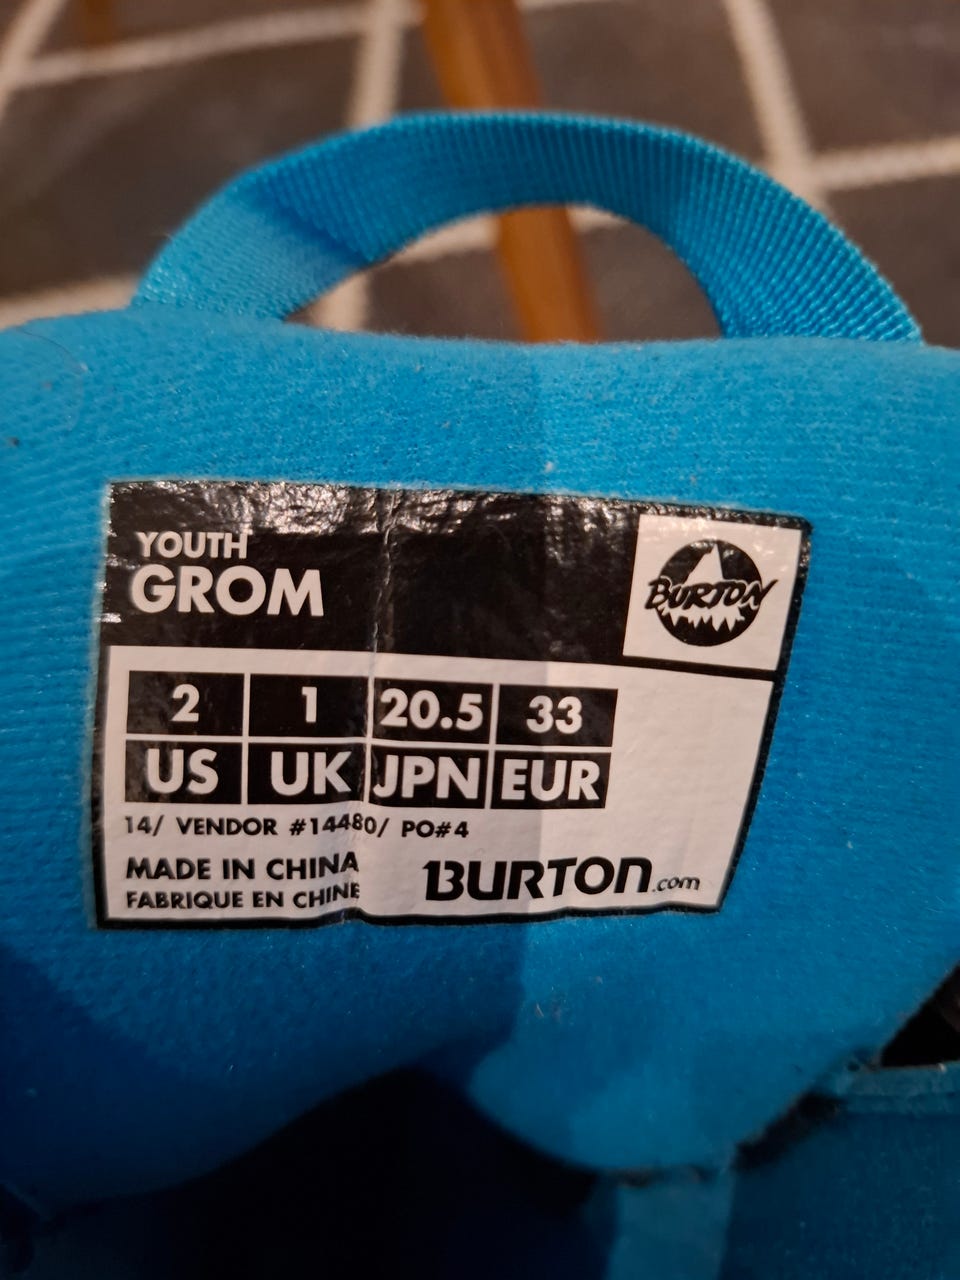 YOUTH
GROM
BURTON
2 1 20.5 33
US UK JPN EUR
14/ VENDOR #14480/ PO#4
MADE IN CHINA
FABRIQUE EN CHINE
BURTON.com